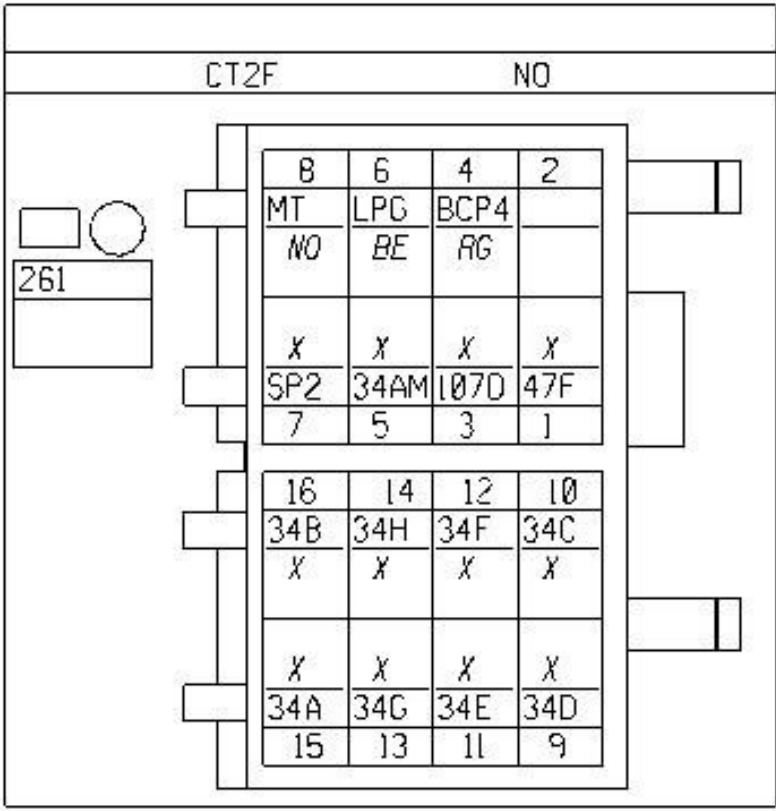 CT2F NO
8 6 4 2
MT LPG BCP4
NO BE RG
261
X X X X
SP2 34AM 107D 47F
7 5 3 1
16 14 12 10
34B 34H 34F 34C
X X X X
X X X X
34A 34G 34E 34D
15 13 11 9